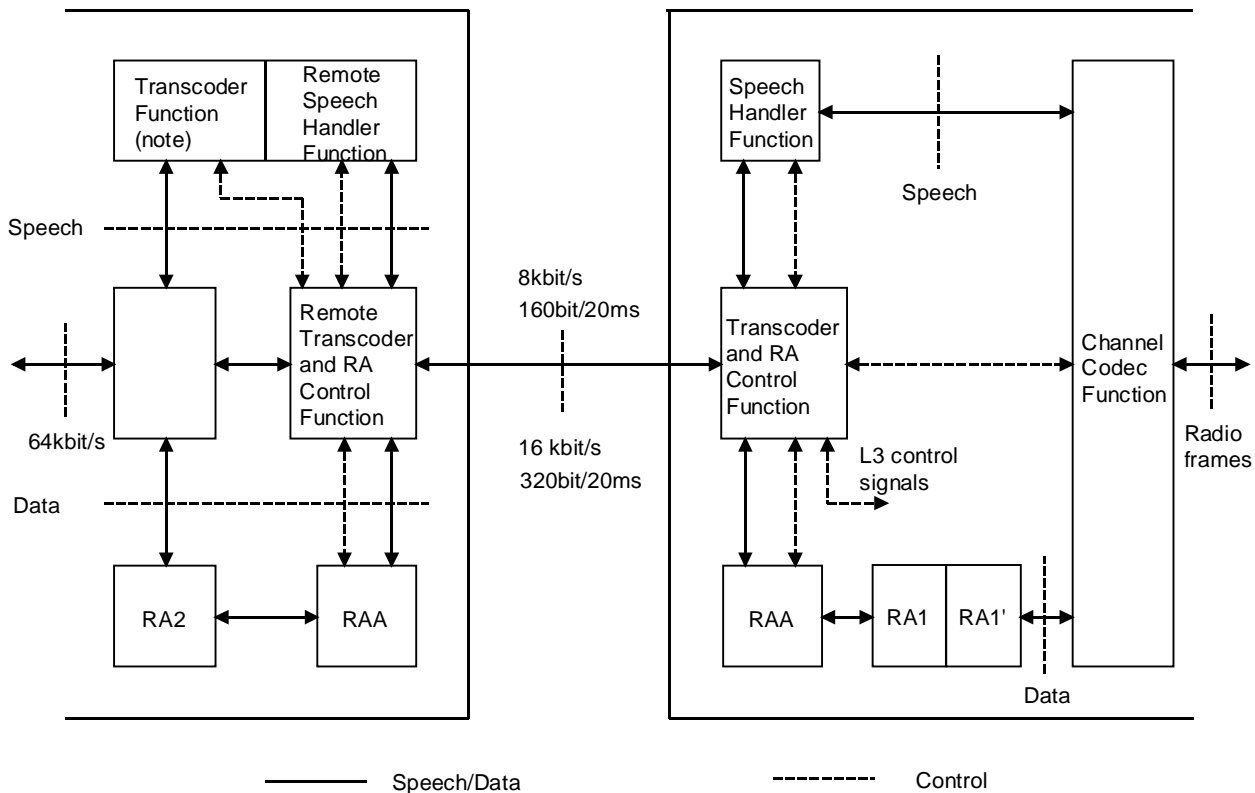 Transcoder
Function
(note)
Remote
Speech
Handler
Function
Speech
Handler
Function
Speech
Speech
8kbit/s
160bit/20ms
Remote
Transcoder
and RA
Control
Function
Transcoder
and RA
Control
Function
Channel
Codec
Function
64kbit/s
16 kbit/s
320bit/20ms
L3 control
signals
Radio
frames
Data
RA2
RAA
RAA
RA1
RA1'
Data
Speech/Data
Control